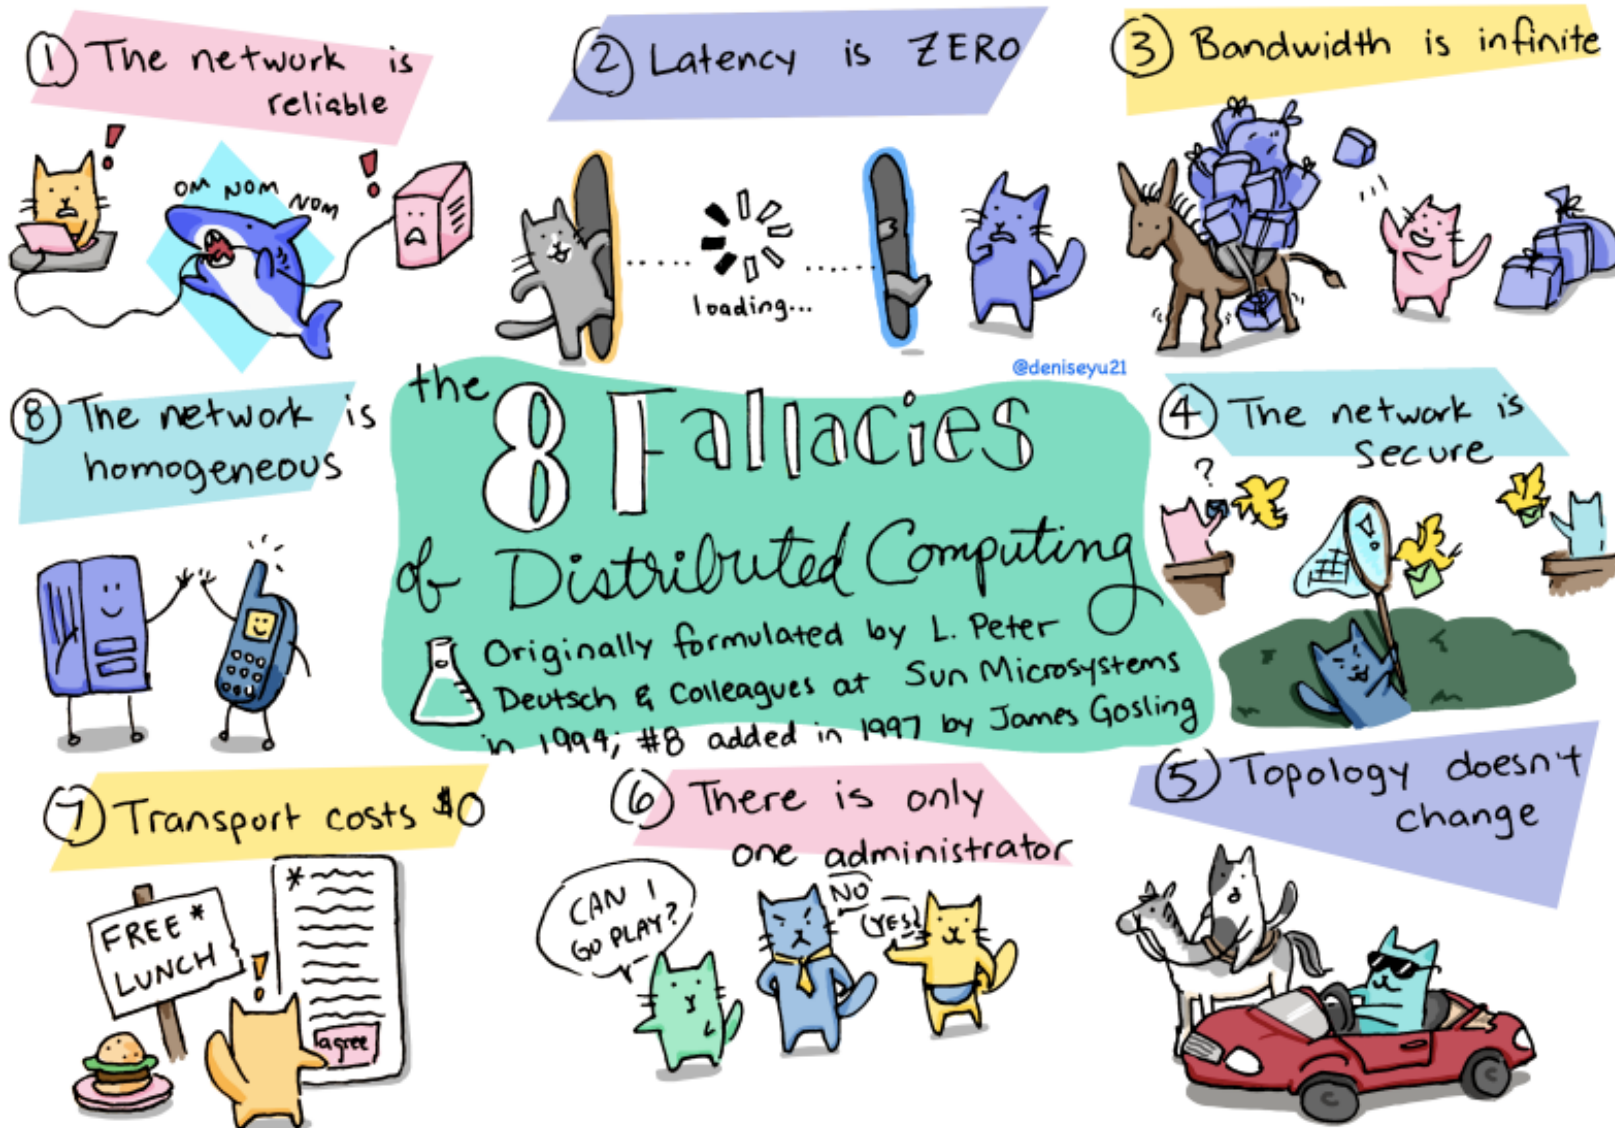 ① The network is
reliable
OM NOM NOM
② Latency is ZERO
loading...
③ Bandwidth is infinite
@deniseyu21
the
8 Fallacies
of Distributed Computing
Originally formulated by L. Peter
Deutsch & Colleagues at Sun Microsystems
in 1994; #8 added in 1997 by James Gosling
④ The network is
secure
?
⑤ Topology doesn't
change
⑥ There is only
one administrator
CAN I
GO PLAY?
NO
(YES)
⑦ Transport costs $0
FREE*
LUNCH
*
agree
⑧ The network is
homogeneous